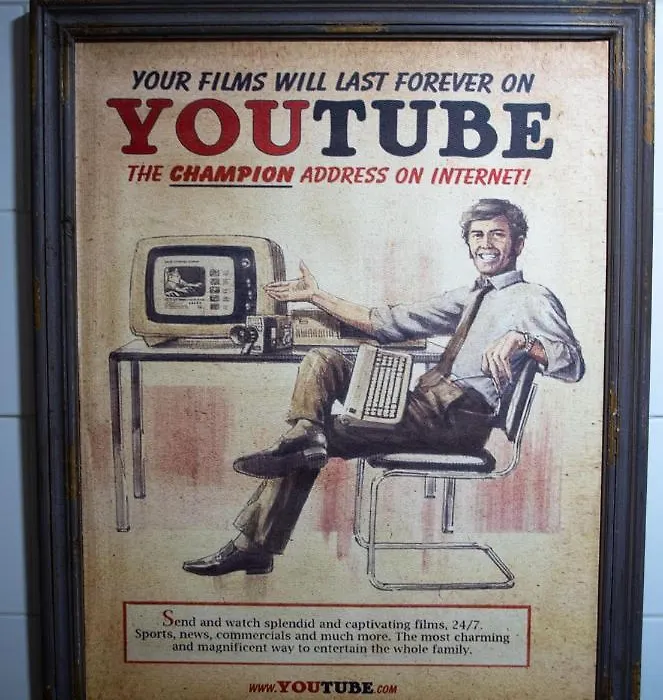 YOUR FILMS WILL LAST FOREVER ON
YOUTUBE
THE CHAMPION ADDRESS ON INTERNET!
Send and watch splendid and captivating films, 24/7.
Sports, news, commercials and much more. The most charming
and magnificent way to entertain the whole family.
WWW.YOUTUBE.COM